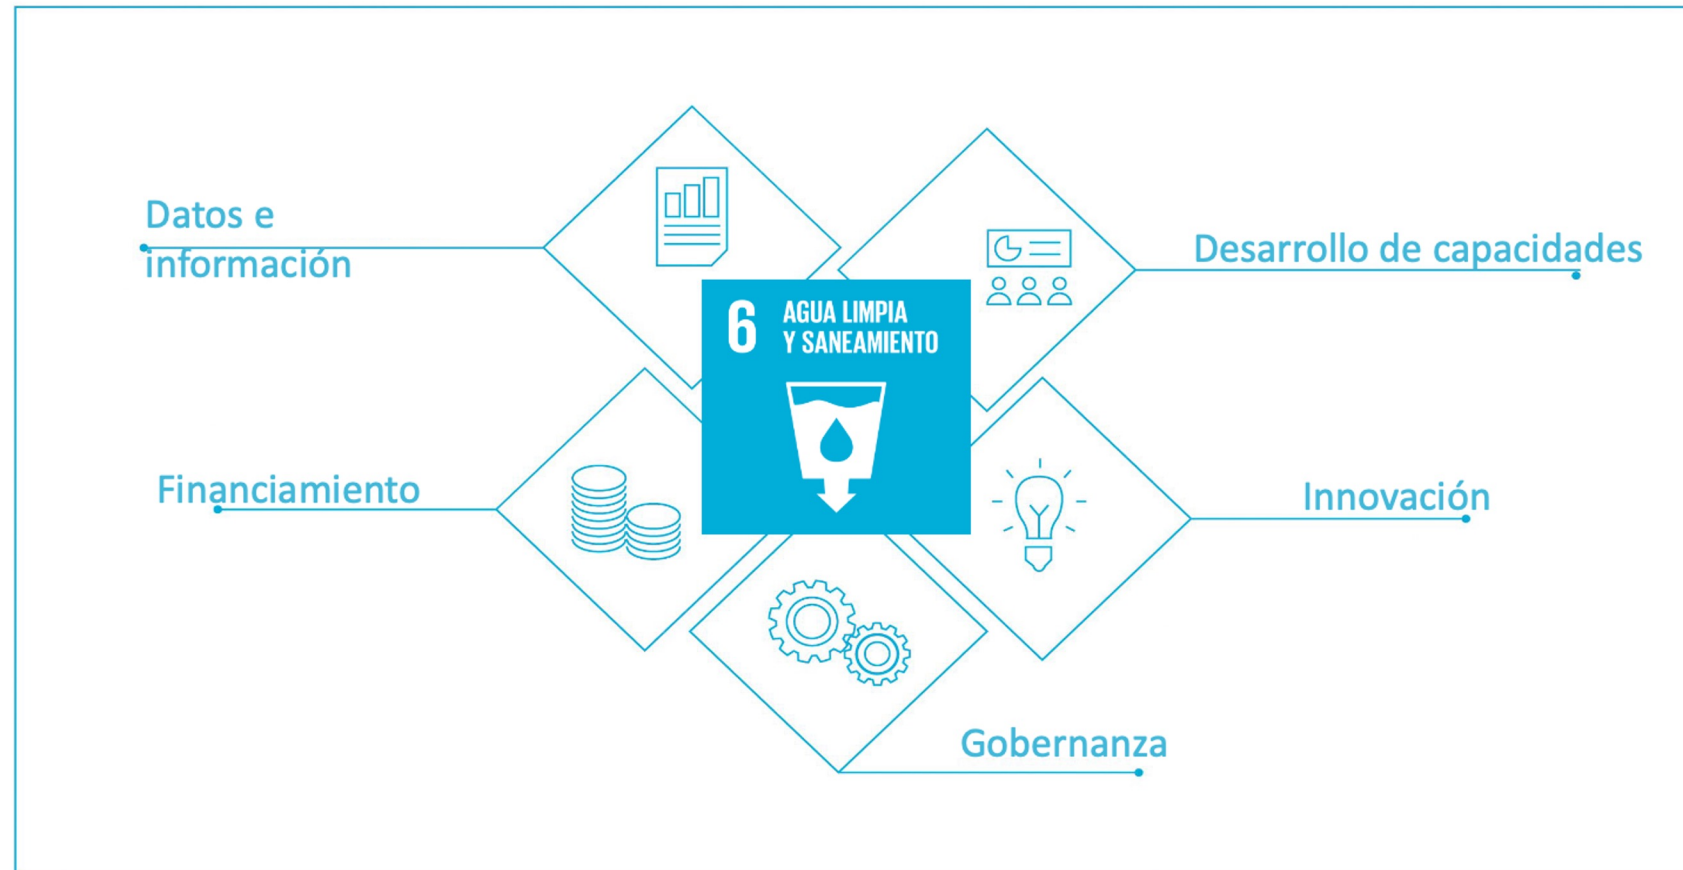 Datos e
información
Desarrollo de capacidades
6 AGUA LIMPIA
Y SANEAMIENTO
Financiamiento
Innovación
Gobernanza